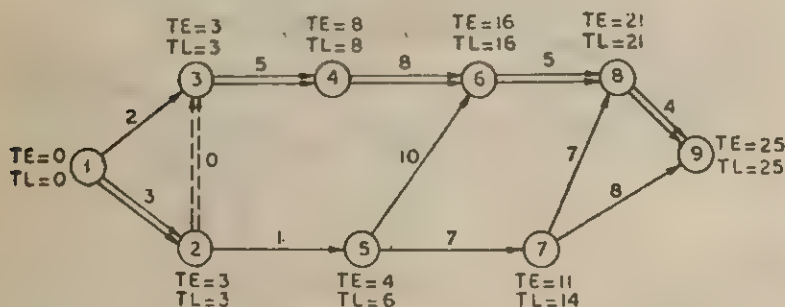 TE=3
TL=3
TE=8
TL=8
TE=16
TL=16
TE=21
TL=21
3
5
4
8
6
5
8
2
4
TE=0
TL=0
1
0
10
7
9
TE=25
TL=25
3
8
2
1
5
7
7
TE=3
TL=3
TE=4
TL=6
TE=11
TL=14